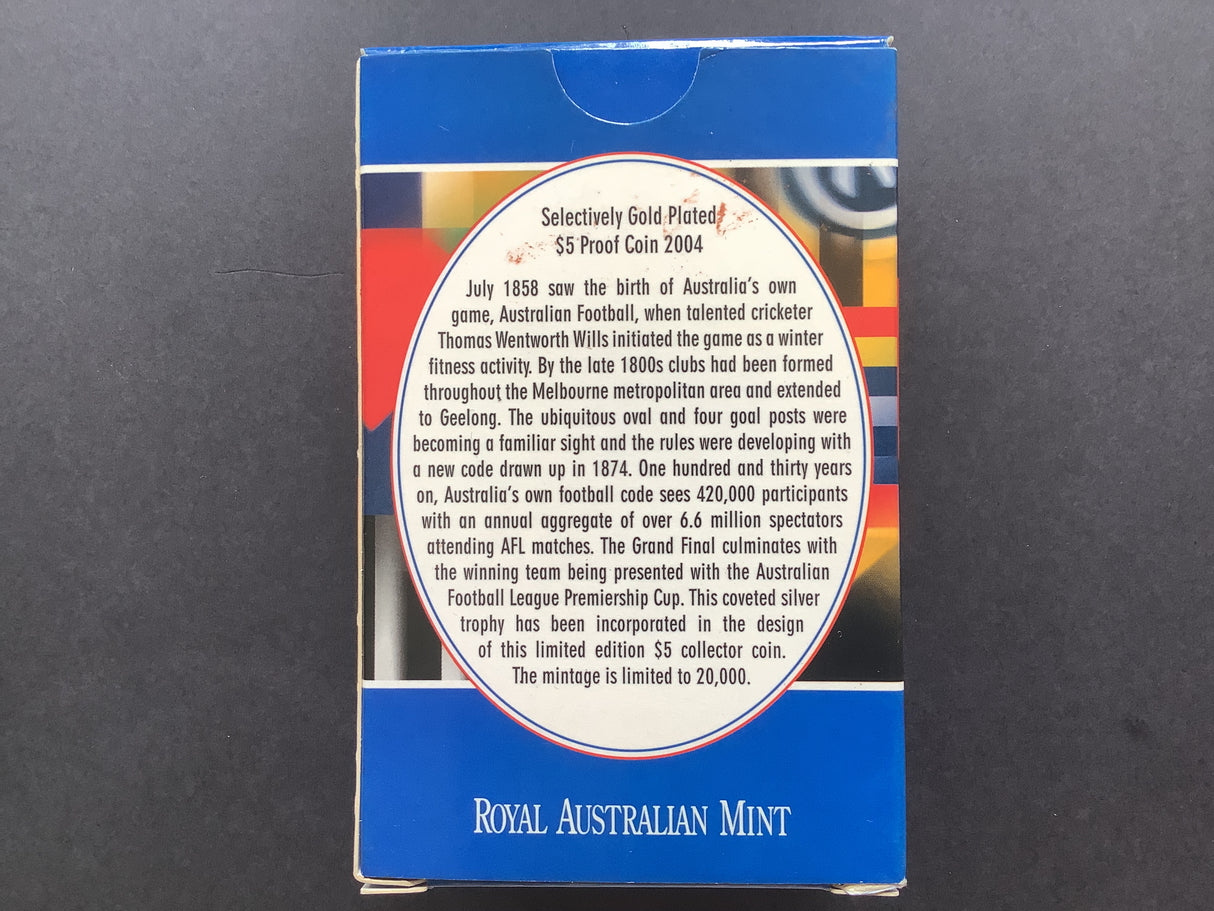 Selectively Gold Plated
$5 Proof Coin 2004
July 1858 saw the birth of Australia's own
game, Australian Football, when talented cricketer
Thomas Wentworth Wills initiated the game as a winter
fitness activity. By the late 1800s clubs had been formed
throughout the Melbourne metropolitan area and extended
to Geelong. The ubiquitous oval and four goal posts were
becoming a familiar sight and the rules were developing with
a new code drawn up in 1874. One hundred and thirty years
on, Australia's own football code sees 420,000 participants
with an annual aggregate of over 6.6 million spectators
attending AFL matches. The Grand Final culminates with
the winning team being presented with the Australian
Football League Premiership Cup. This coveted silver
trophy has been incorporated in the design
of this limited edition $5 collector coin.
The mintage is limited to 20,000.
ROYAL AUSTRALIAN MINT